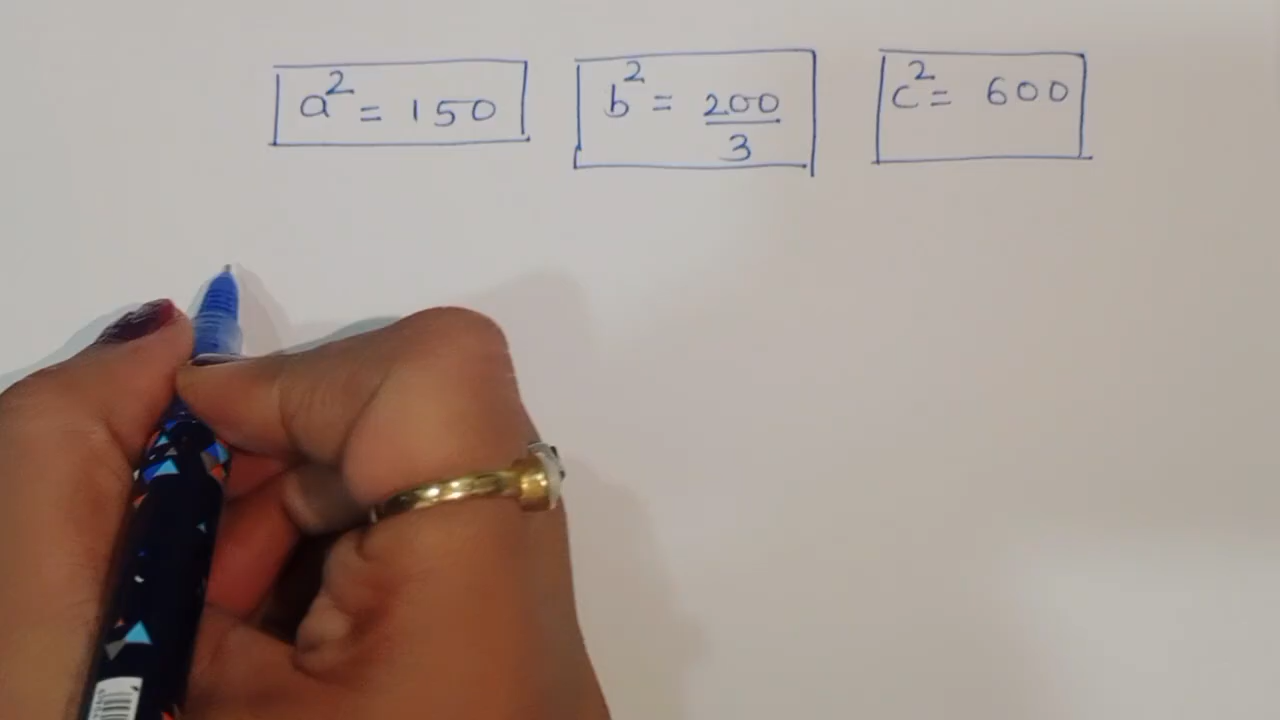 a² = 150
b² = 200/3
c² = 600